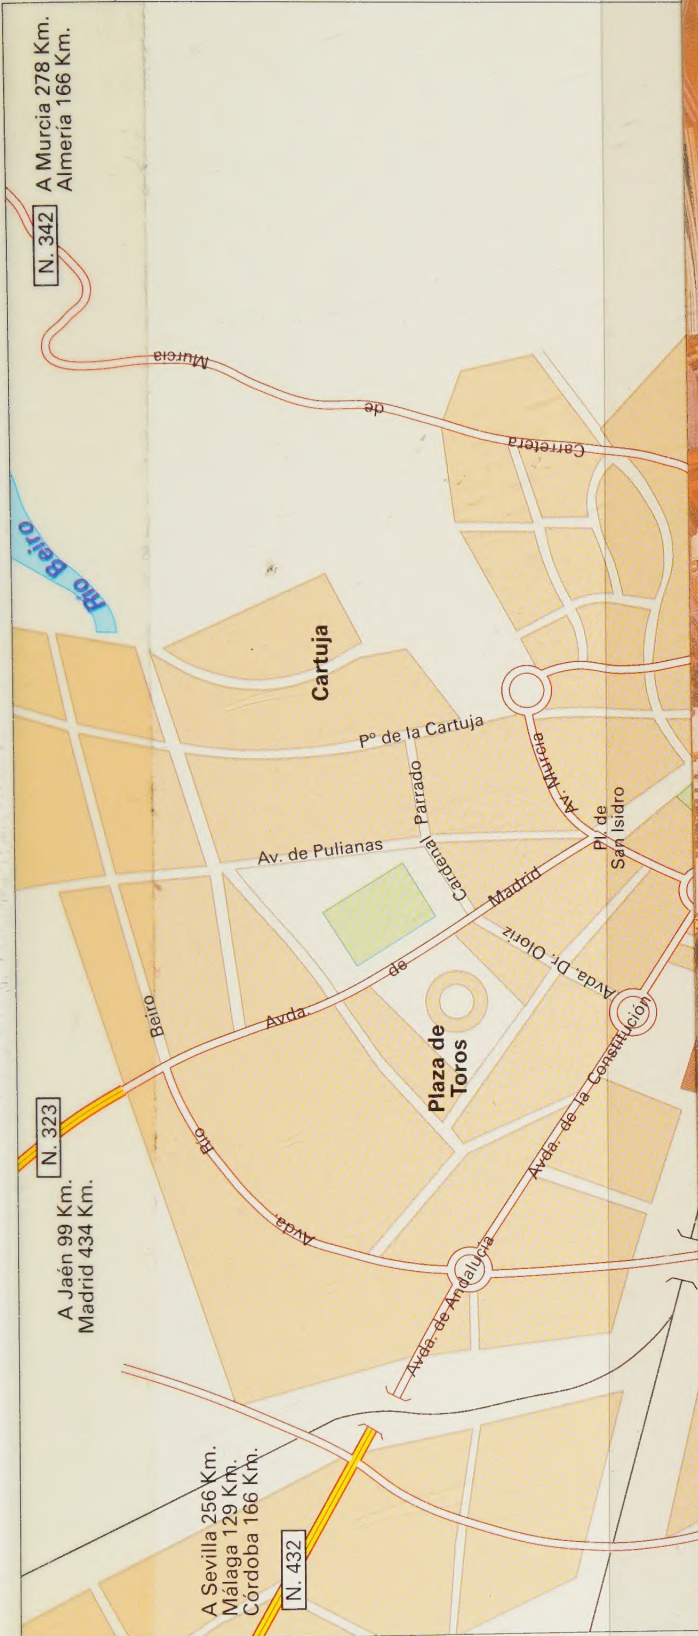 A Murcia 278 Km.
Almería 166 Km.
N. 342
Carretera de Murcia
Río Beiro
Cartuja
Pº de la Cartuja
Cardenal Parrado
Av. Murcia
Pl. de
San Isidro
Av. de Pulianas
Avda. de Madrid
Avda. Dr. Oloriz
Plaza de
Toros
Avda. de la Constitución
Avda. Río Beiro
Avda. de Andalucía
N. 323
A Jaén 99 Km.
Madrid 434 Km.
A Sevilla 256 Km.
Málaga 129 Km.
Córdoba 166 Km.
N. 432